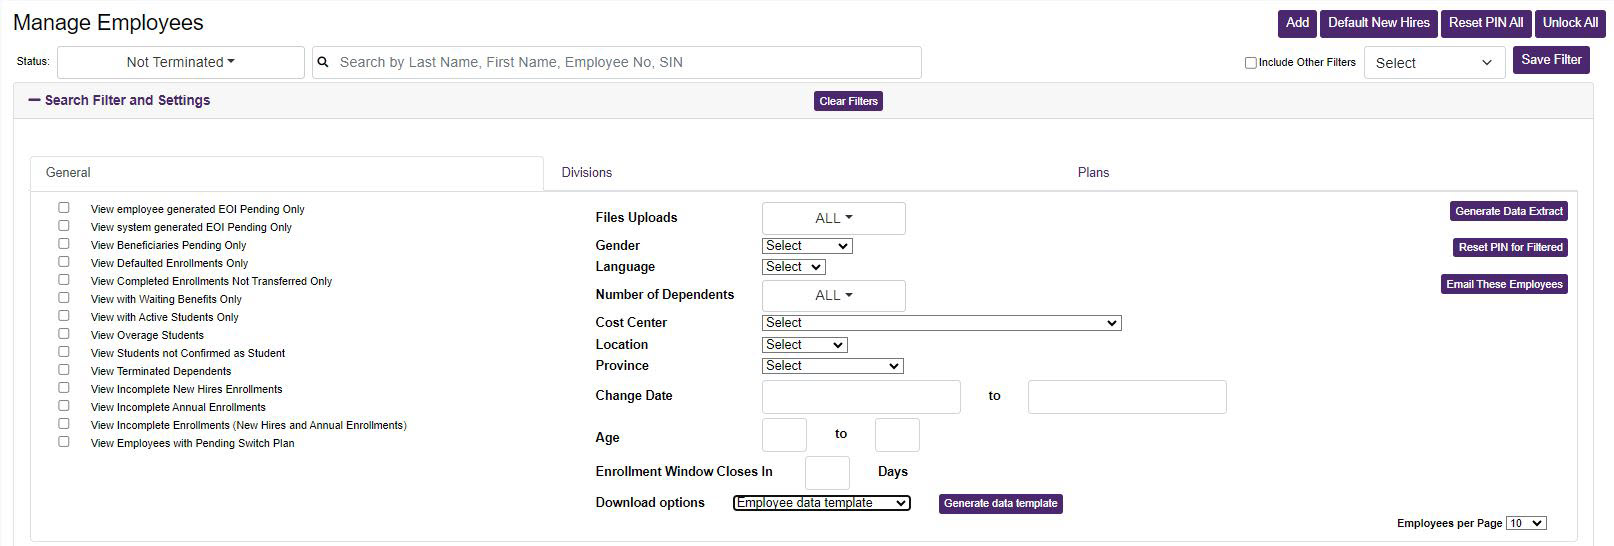 Manage Employees
Add
Default New Hires
Reset PIN All
Unlock All
Status:
Not Terminated
Search by Last Name, First Name, Employee No, SIN
Include Other Filters
Select
Save Filter
Search Filter and Settings
Clear Filters
General
Divisions
Plans
View employee generated EOI Pending Only
View system generated EOI Pending Only
View Beneficiaries Pending Only
View Defaulted Enrollments Only
View Completed Enrollments Not Transferred Only
View with Waiting Benefits Only
View with Active Students Only
View Overage Students
View Students not Confirmed as Student
View Terminated Dependents
View Incomplete New Hires Enrollments
View Incomplete Annual Enrollments
View Incomplete Enrollments (New Hires and Annual Enrollments)
View Employees with Pending Switch Plan
Files Uploads ALL
Gender Select
Language Select
Number of Dependents ALL
Cost Center Select
Location Select
Province Select
Change Date to
Age to
Enrollment Window Closes In Days
Download options Employee data template Generate data template
Generate Data Extract
Reset PIN for Filtered
Email These Employees
Employees per Page 10